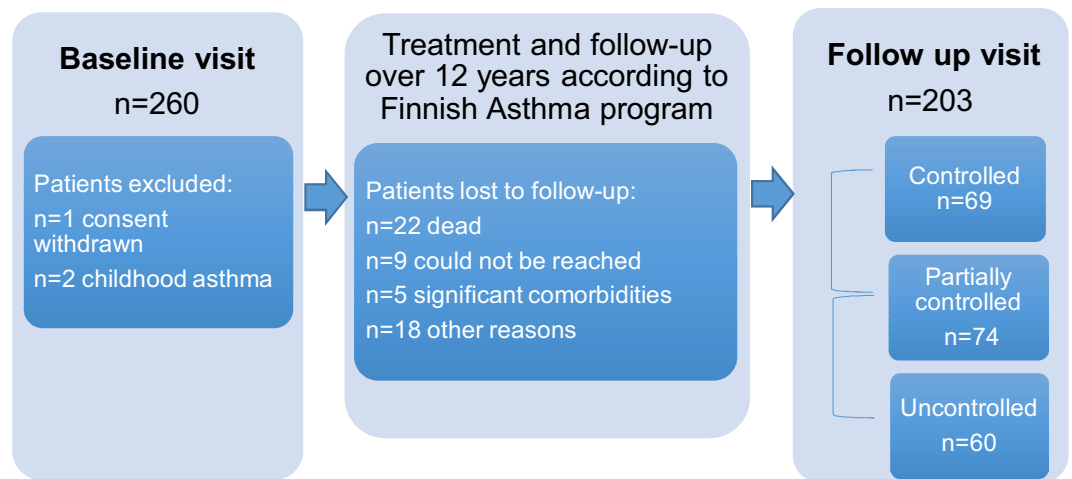 Baseline visit
n=260
Patients excluded:
n=1 consent
withdrawn
n=2 childhood asthma
Treatment and follow-up
over 12 years according to
Finnish Asthma program
Patients lost to follow-up:
n=22 dead
n=9 could not be reached
n=5 significant comorbidities
n=18 other reasons
Follow up visit
n=203
Controlled
n=69
Partially
controlled
n=74
Uncontrolled
n=60